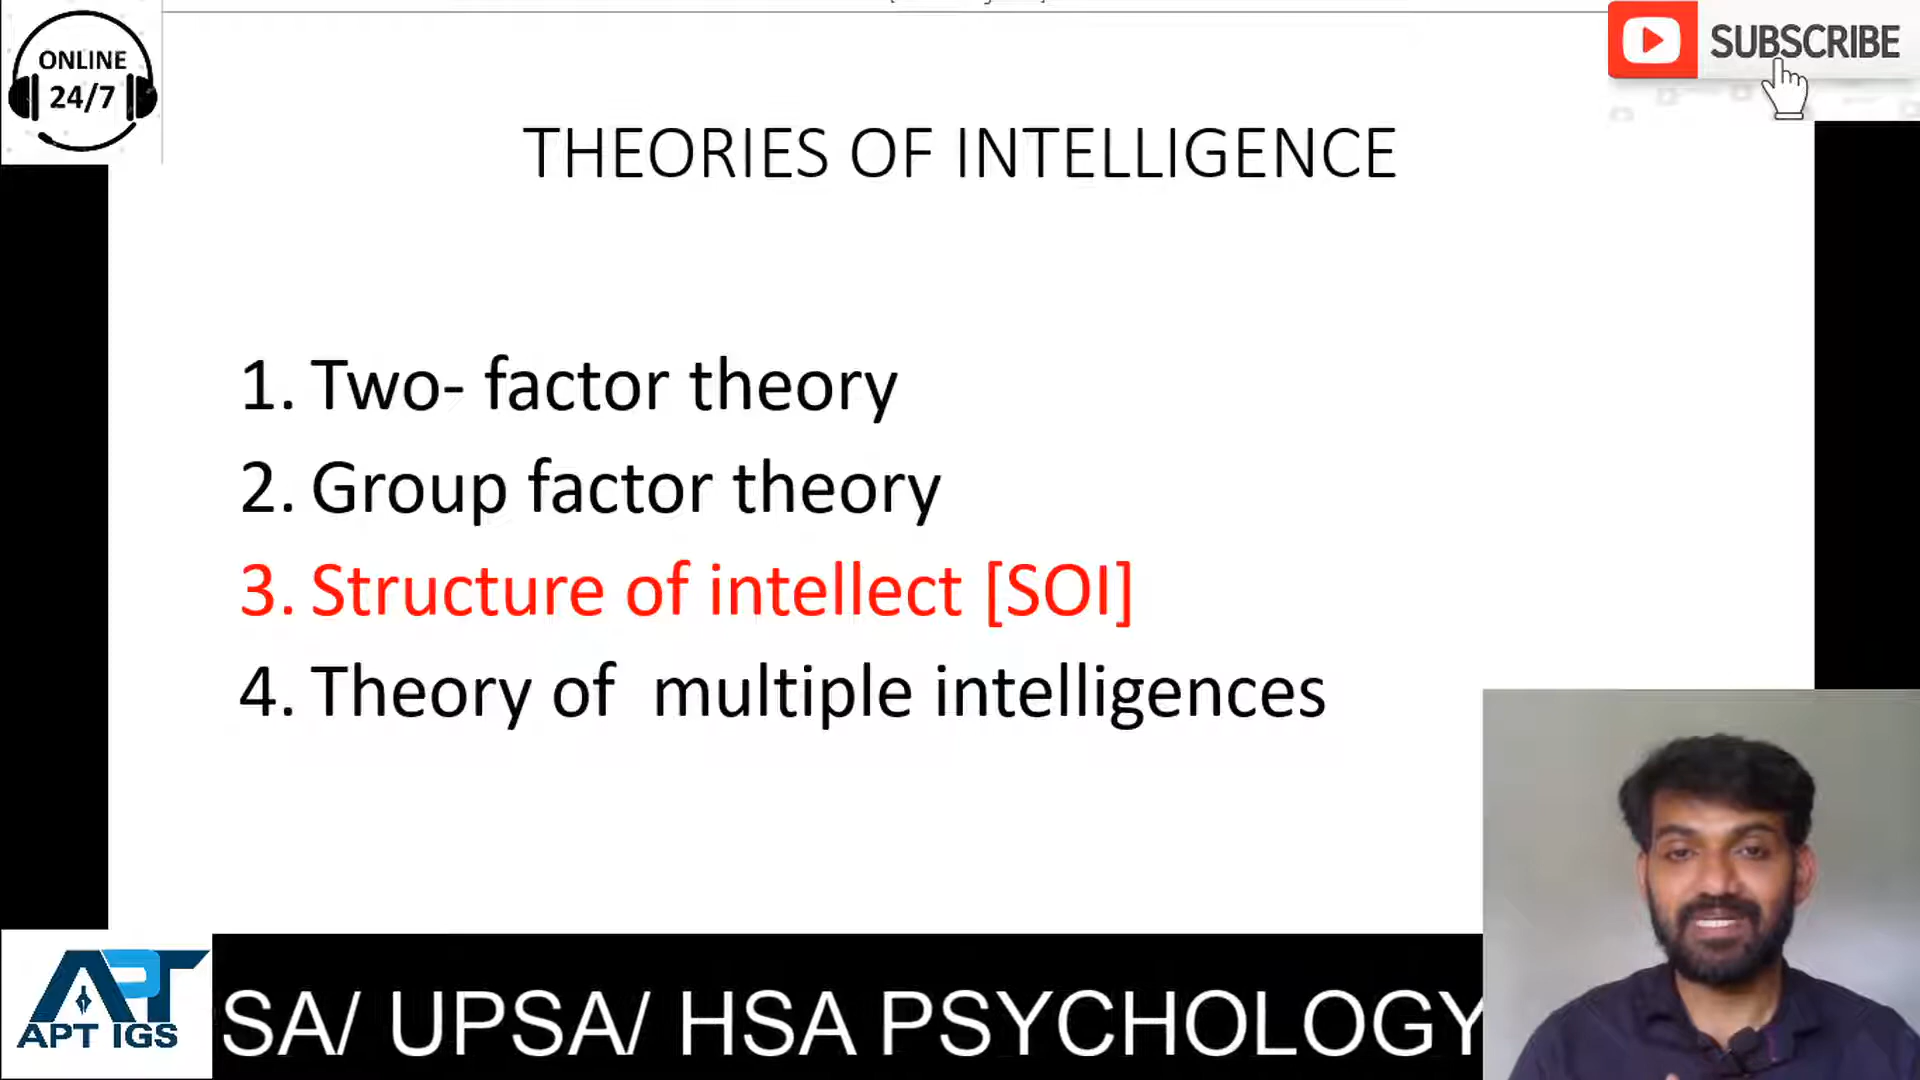 ONLINE
24/7
SUBSCRIBE
THEORIES OF INTELLIGENCE
1. Two- factor theory
2. Group factor theory
3. Structure of intellect [SOI]
4. Theory of  multiple intelligences
APT IGS
SA/ UPSA/ HSA PSYCHOLOGY